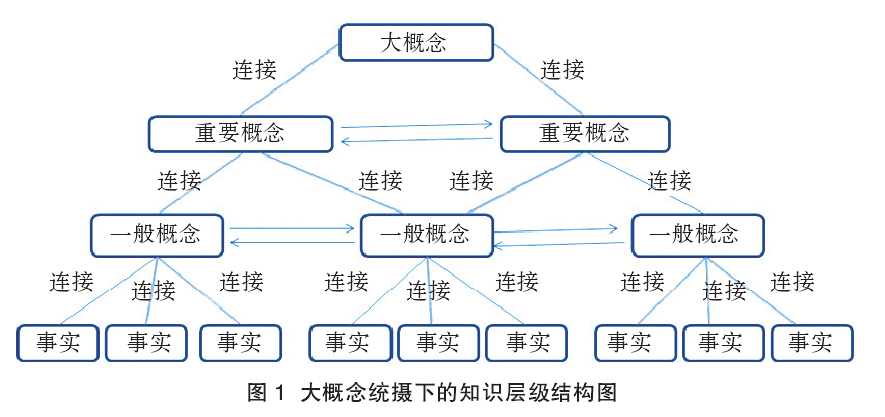 大概念
连接 连接
重要概念 重要概念
连接 连接 连接 连接
一般概念 一般概念 一般概念
连接 连接 连接 连接 连接 连接 连接 连接 连接
事实 事实 事实 事实 事实 事实 事实 事实 事实
图 1 大概念统摄下的知识层级结构图